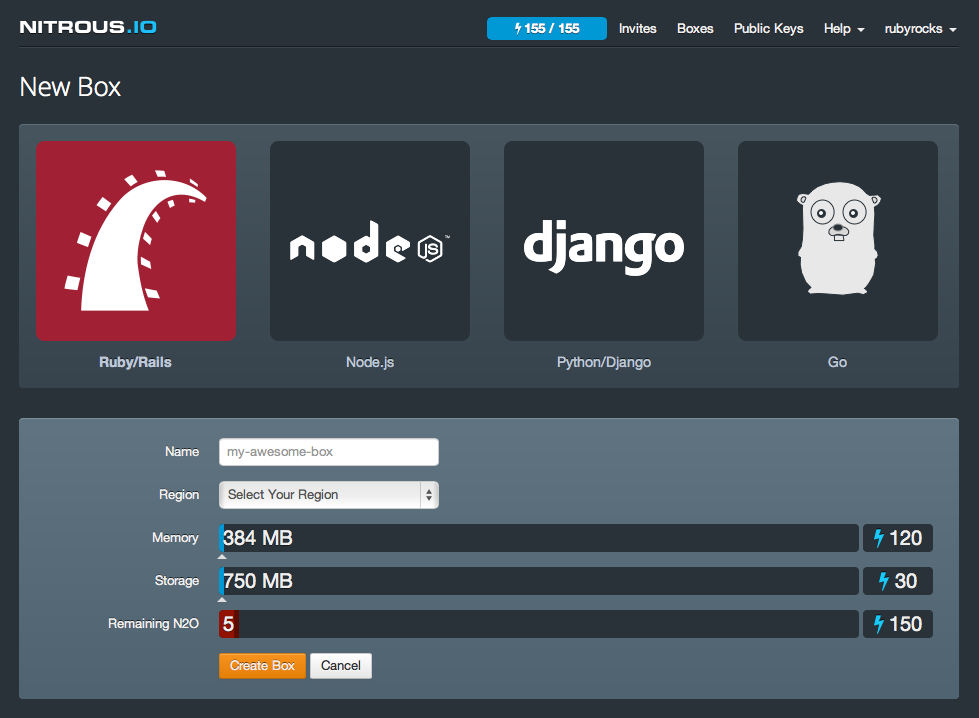 NITROUS.IO
155 / 155 Invites Boxes Public Keys Help rubyrocks
New Box
node JS ™ django
Ruby/Rails Node.js Python/Django Go
Name my-awesome-box
Region Select Your Region
Memory 384 MB 120
Storage 750 MB 30
Remaining N2O 5 150
Create Box Cancel